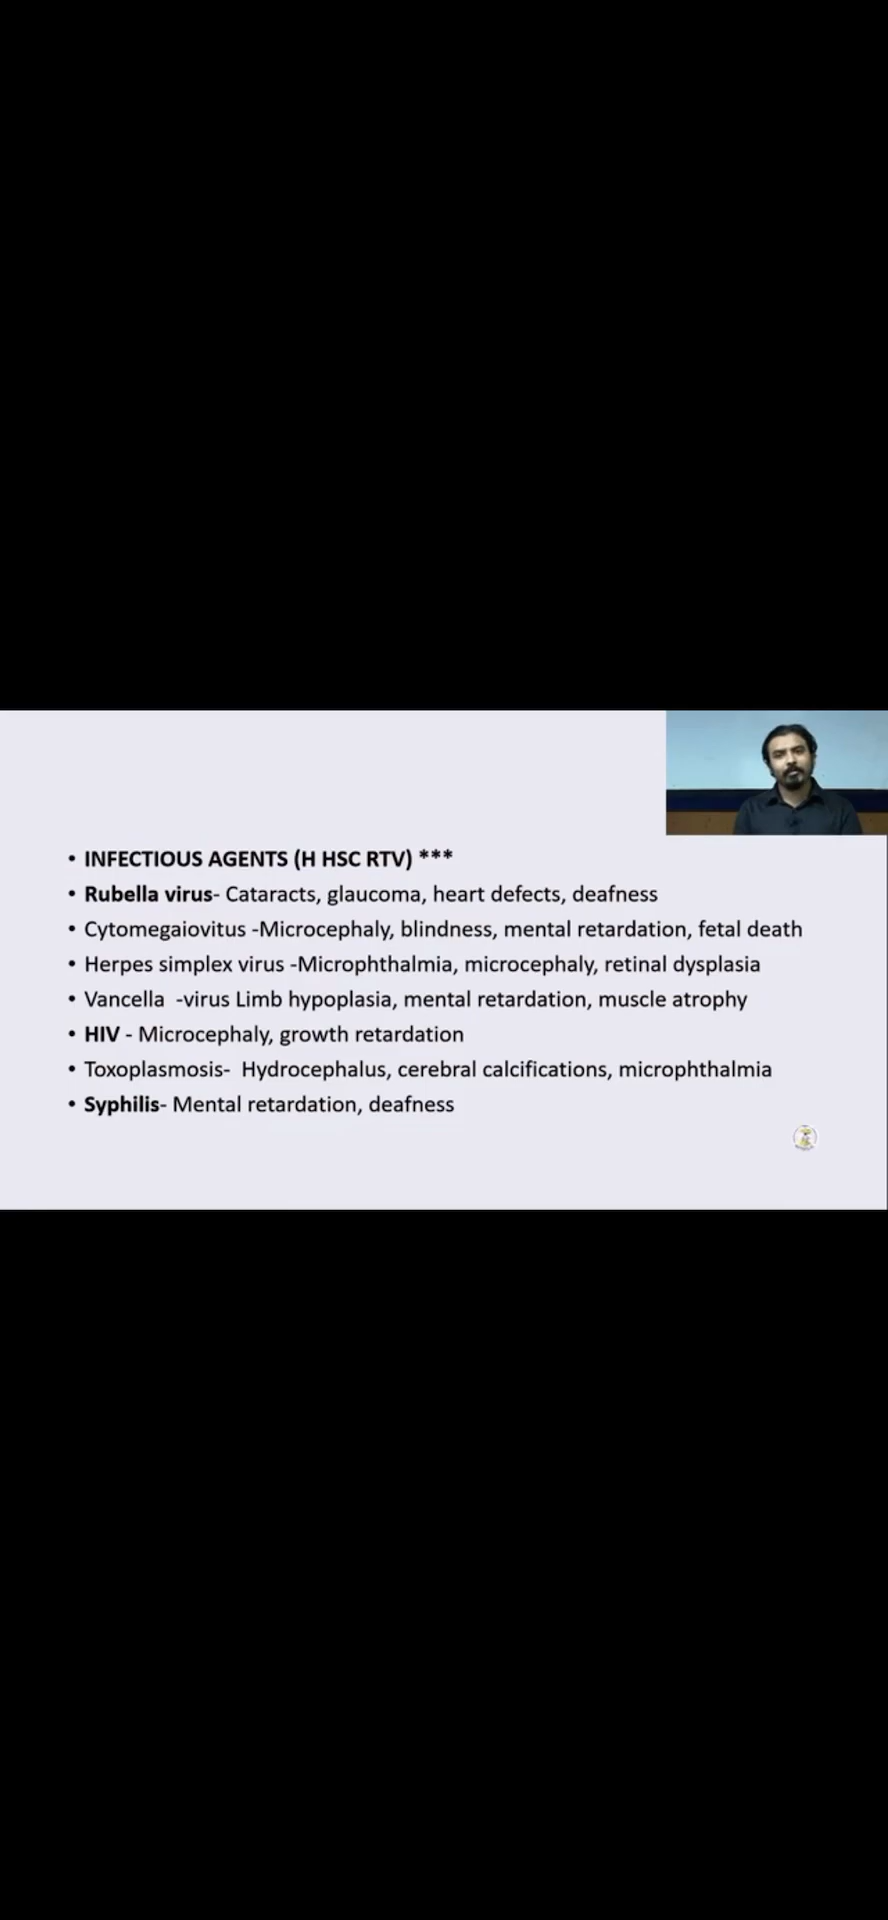 • INFECTIOUS AGENTS (H HSC RTV) ***
• Rubella virus- Cataracts, glaucoma, heart defects, deafness
• Cytomegaiovitus -Microcephaly, blindness, mental retardation, fetal death
• Herpes simplex virus -Microphthalmia, microcephaly, retinal dysplasia
• Vancella -virus Limb hypoplasia, mental retardation, muscle atrophy
• HIV - Microcephaly, growth retardation
• Toxoplasmosis- Hydrocephalus, cerebral calcifications, microphthalmia
• Syphilis- Mental retardation, deafness